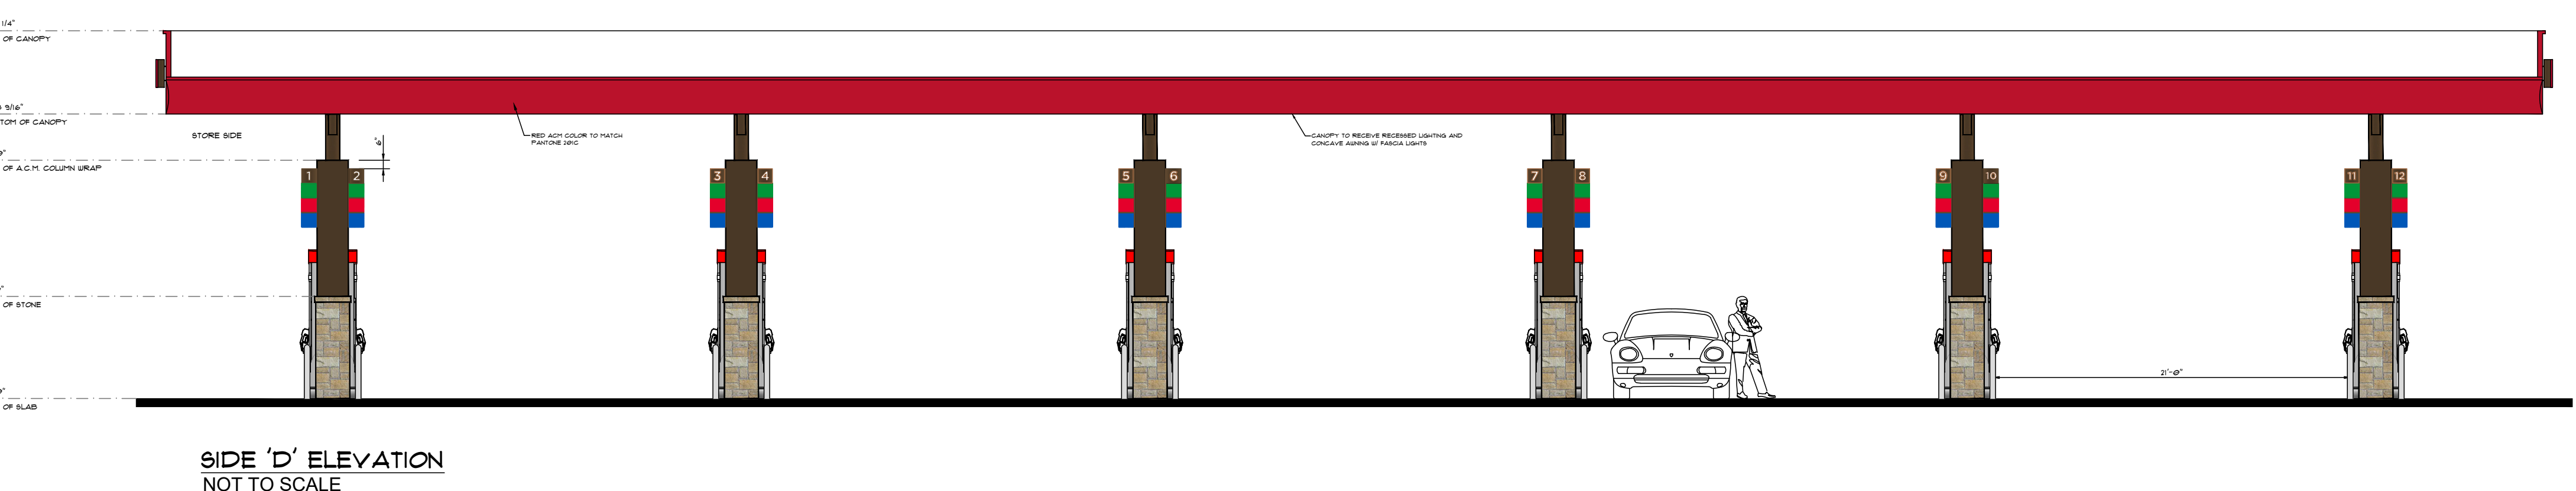 1/4"
OF CANOPY
9/16"
TOM OF CANOPY
STORE SIDE
6"
RED ACM COLOR TO MATCH
PANTONE 201C
CANOPY TO RECEIVE RECESSED LIGHTING AND
CONCAVE AWNING W/ FASCIA LIGHTS
OF A.C.M. COLUMN WRAP
1 2 3 4 5 6 7 8 9 10 11 12
OF STONE
21'-0"
OF SLAB
SIDE 'D' ELEVATION
NOT TO SCALE